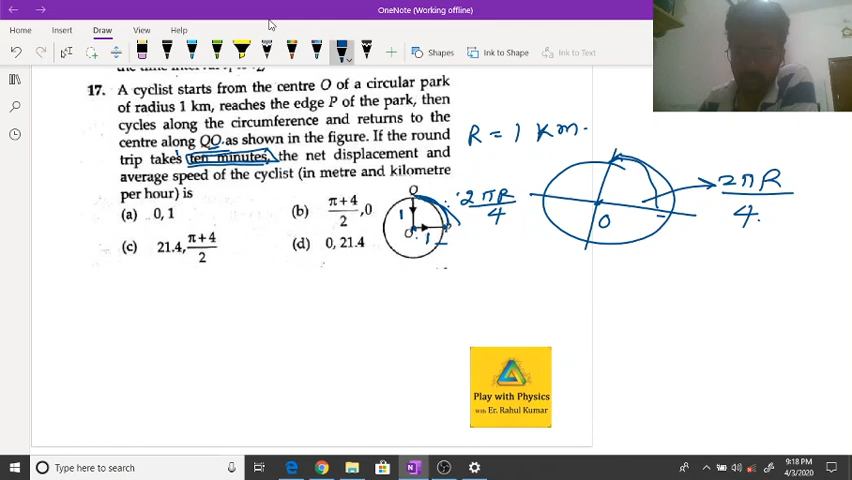 OneNote (Working offline)
Home Insert Draw View Help
Shapes Ink to Shape Ink to Text
17. A cyclist starts from the centre O of a circular park
of radius 1 km, reaches the edge P of the park, then
cycles along the circumference and returns to the
centre along QO as shown in the figure. If the round
trip takes ten minutes, the net displacement and
average speed of the cyclist (in metre and kilometre
per hour) is
(a) 0, 1
(b) π+4/2, 0
(c) 21.4, π+4/2
(d) 0, 21.4
Q
1
O
1
2πR/4
R = 1 Km.
O
2πR/4.
Play with Physics
with Er. Rahul Kumar
Type here to search
9:18 PM
4/3/2020